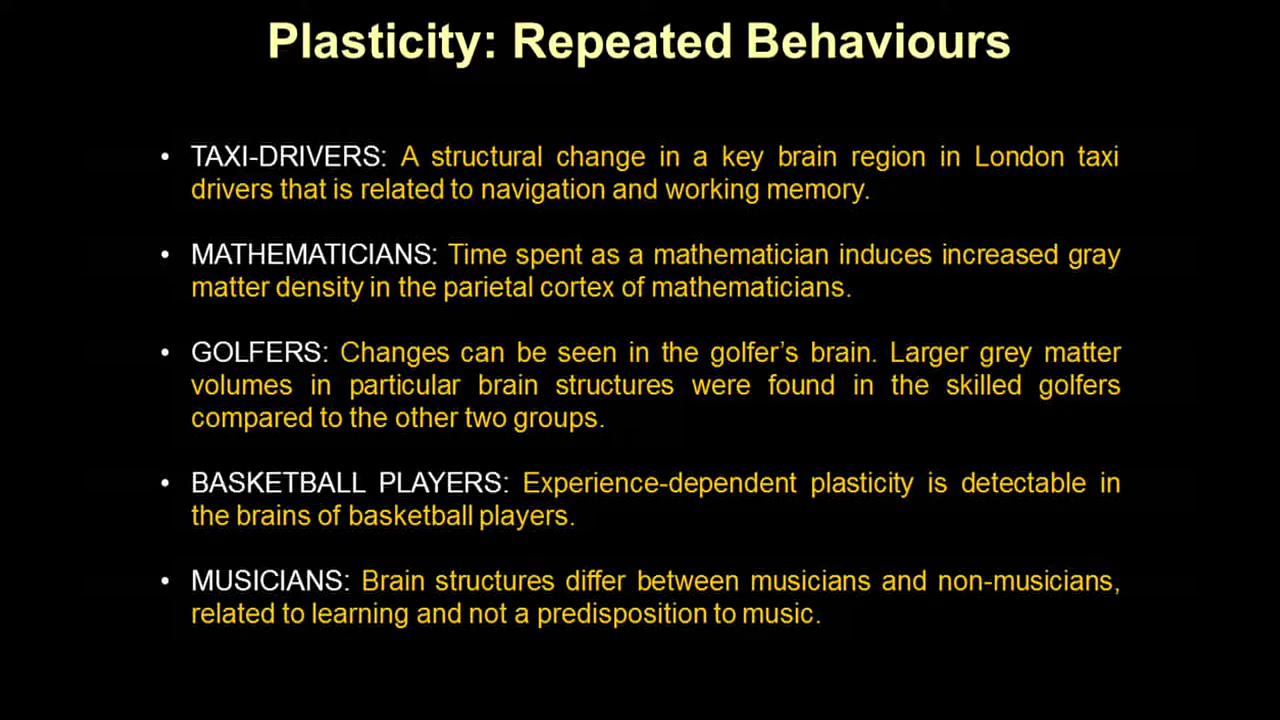 Plasticity: Repeated Behaviours
• TAXI-DRIVERS: A structural change in a key brain region in London taxi
drivers that is related to navigation and working memory.
• MATHEMATICIANS: Time spent as a mathematician induces increased gray
matter density in the parietal cortex of mathematicians.
• GOLFERS: Changes can be seen in the golfer’s brain. Larger grey matter
volumes in particular brain structures were found in the skilled golfers
compared to the other two groups.
• BASKETBALL PLAYERS: Experience-dependent plasticity is detectable in
the brains of basketball players.
• MUSICIANS: Brain structures differ between musicians and non-musicians,
related to learning and not a predisposition to music.